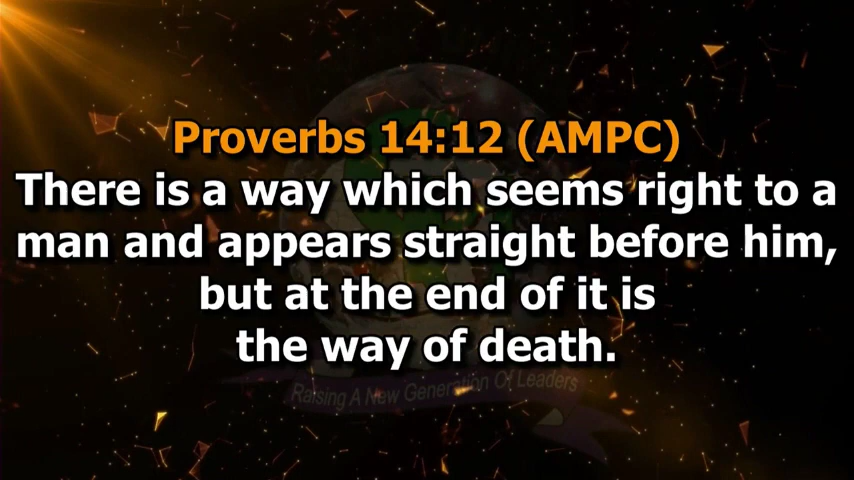 Proverbs 14:12 (AMPC)
There is a way which seems right to a
man and appears straight before him,
but at the end of it is
the way of death.
Raising A New Generation Of Leaders